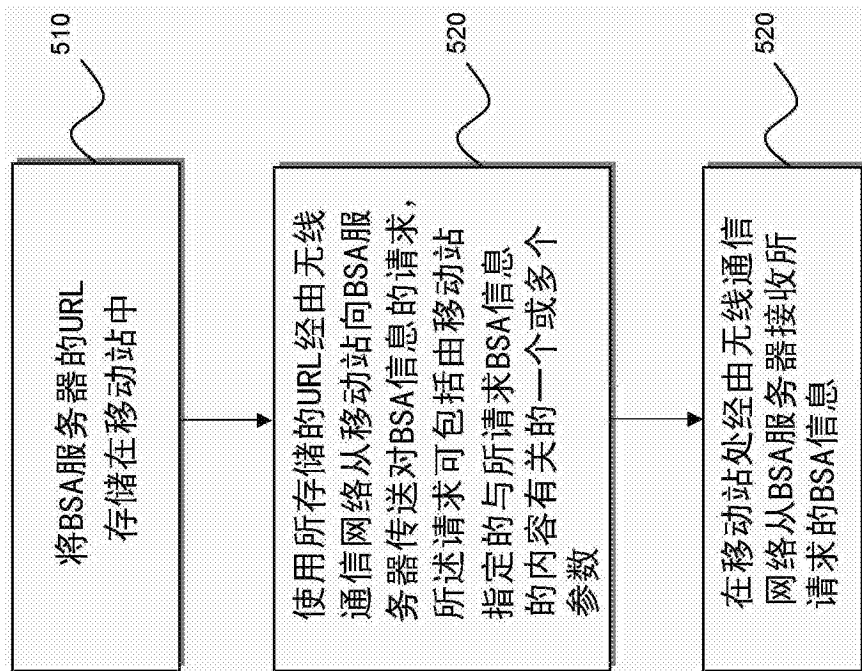 510
将BSA服务器的URL
存储在移动站中
520
使用所存储的URL经由无线
通信网络从移动站向BSA服
务器传送对BSA信息的请求，
所述请求可包括由移动站
指定的与所请求BSA信息
的内容有关的一个或多个
参数
520
在移动站处经由无线通信
网络从BSA服务器接收所
请求的BSA信息